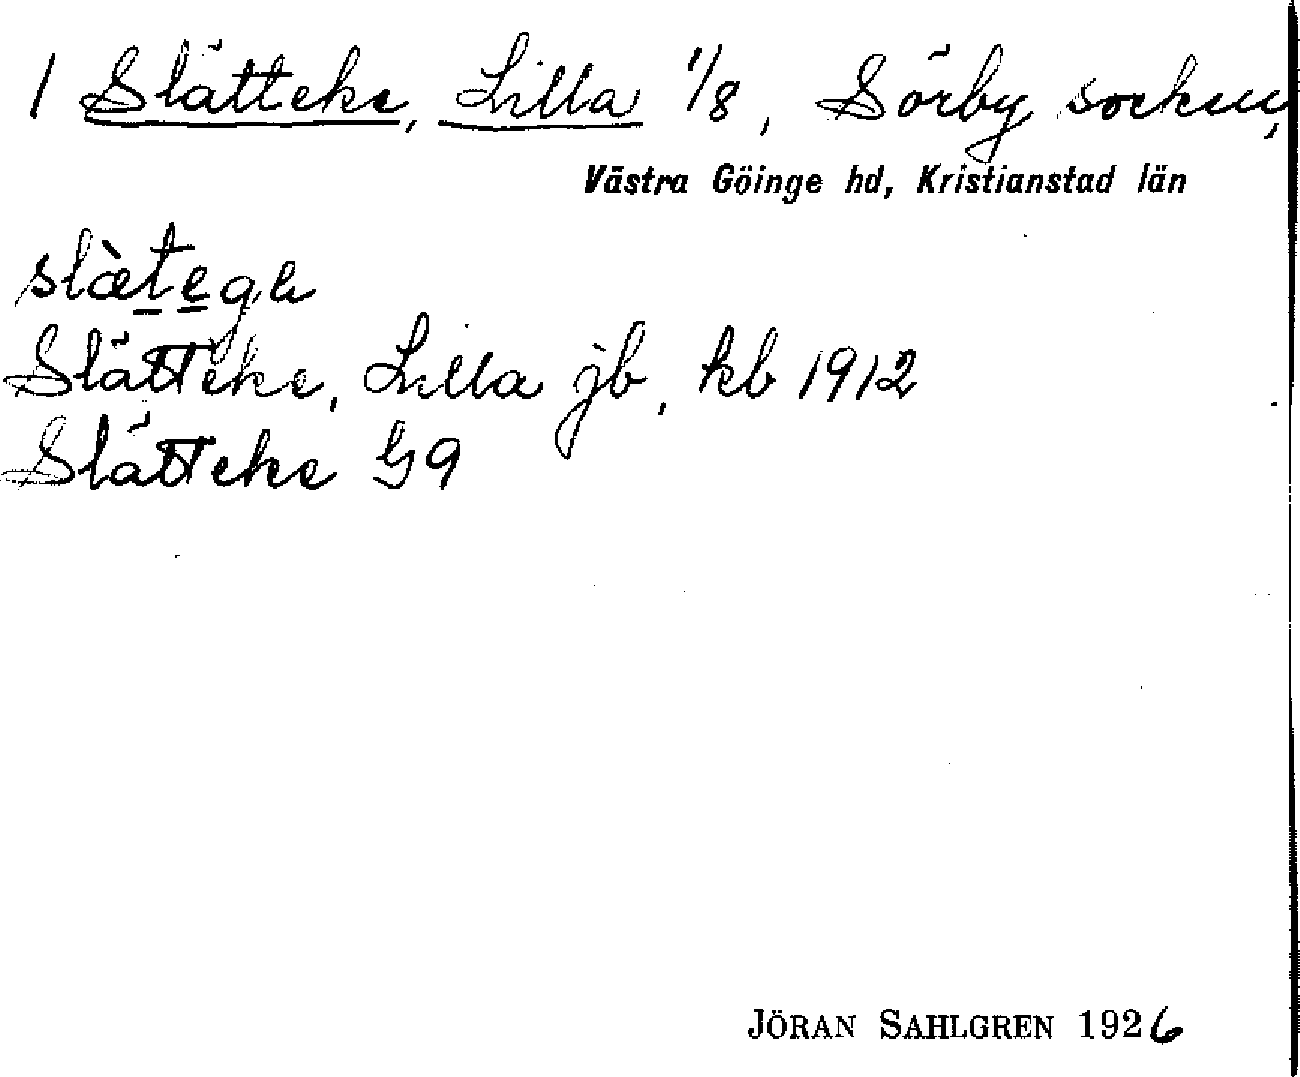 1 Slätteke, Lilla 1/8, Sörby socken,
Västra Göinge hd, Kristianstad län
Slätteke, Lilla jb, kb 1912
Slätteke G9
JÖRAN SAHLGREN 1926